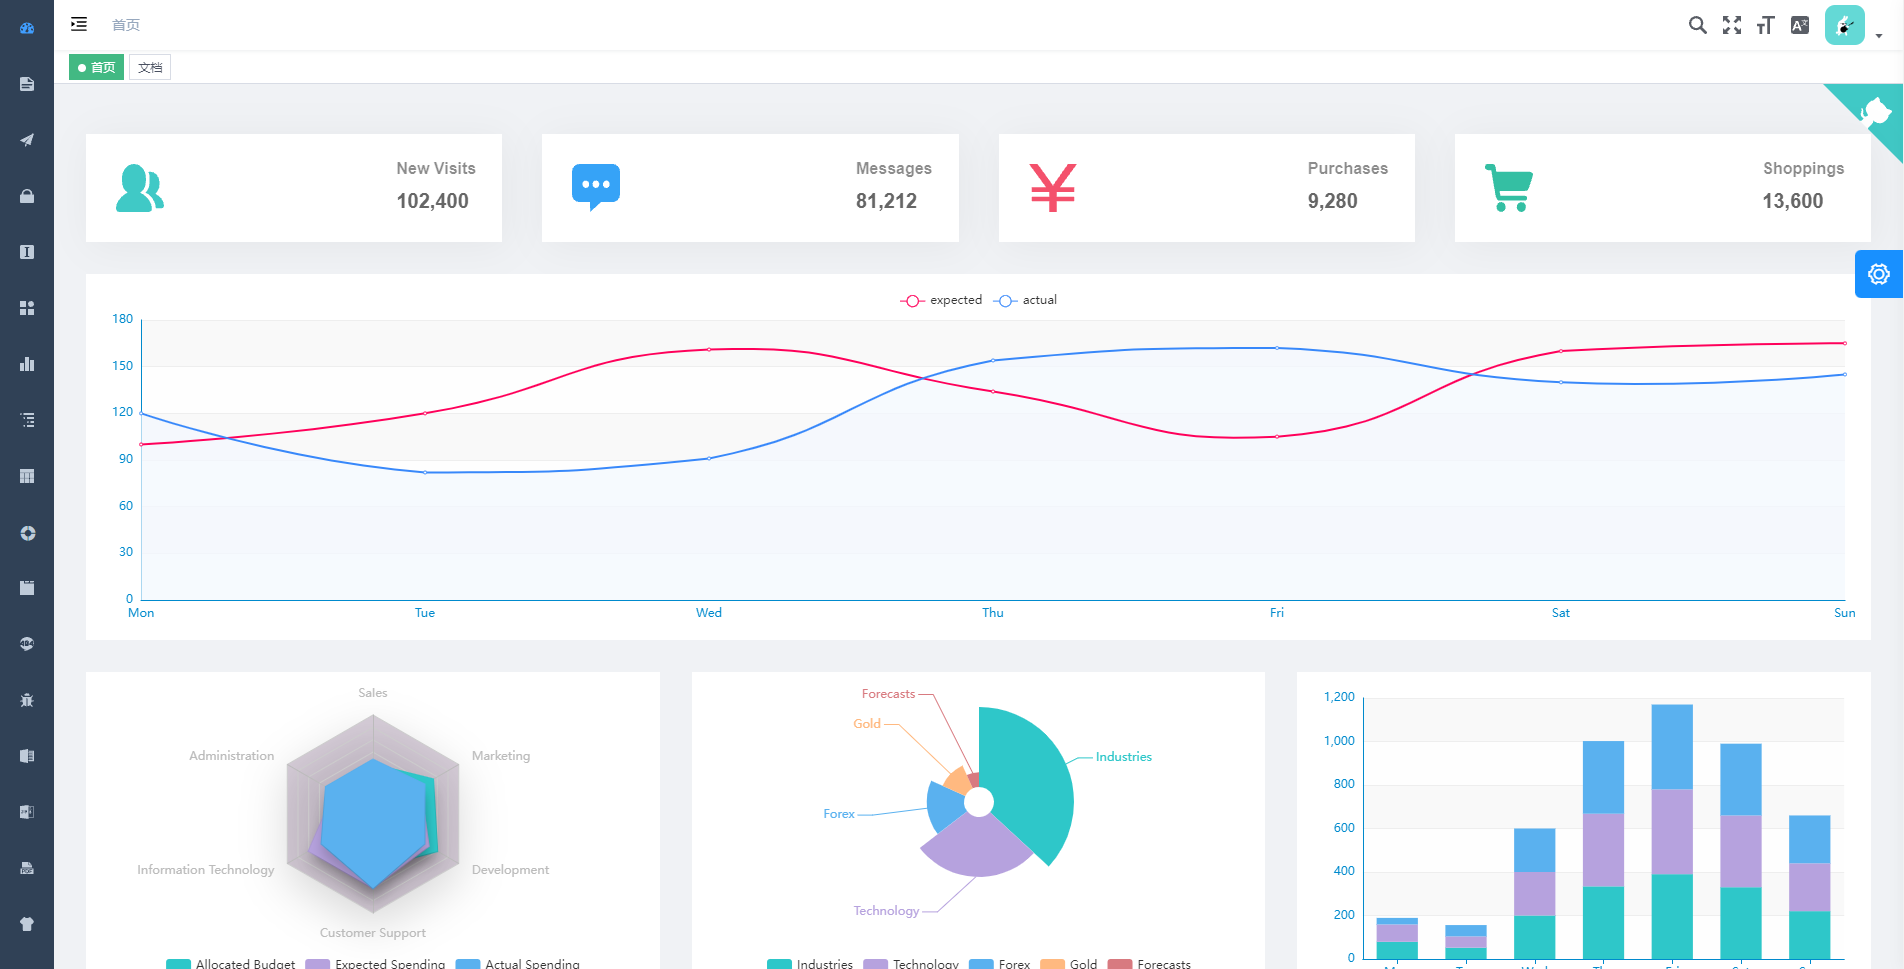 首页
首页
文档
New Visits
102,400
Messages
81,212
Purchases
9,280
Shoppings
13,600
expected
actual
180
150
120
90
60
30
0
Mon
Tue
Wed
Thu
Fri
Sat
Sun
Sales
Administration
Marketing
Information Technology
Development
Customer Support
Allocated Budget
Expected Spending
Actual Spending
Forecasts
Gold
Industries
Forex
Technology
Industries
Technology
Forex
Gold
Forecasts
1,200
1,000
800
600
400
200
0